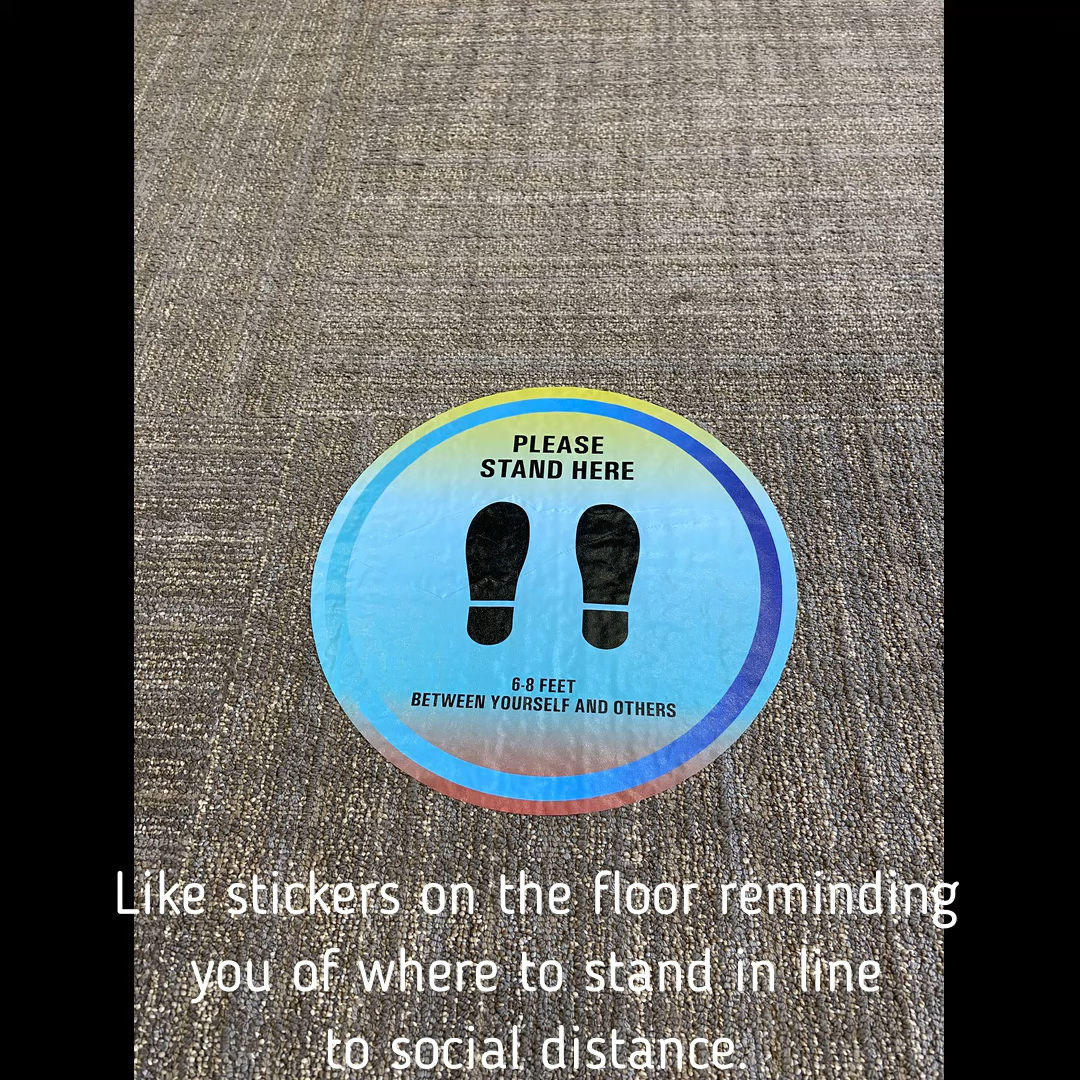 PLEASE
STAND HERE
6-8 FEET
BETWEEN YOURSELF AND OTHERS
Like stickers on the floor reminding
you of where to stand in line
to social distance.